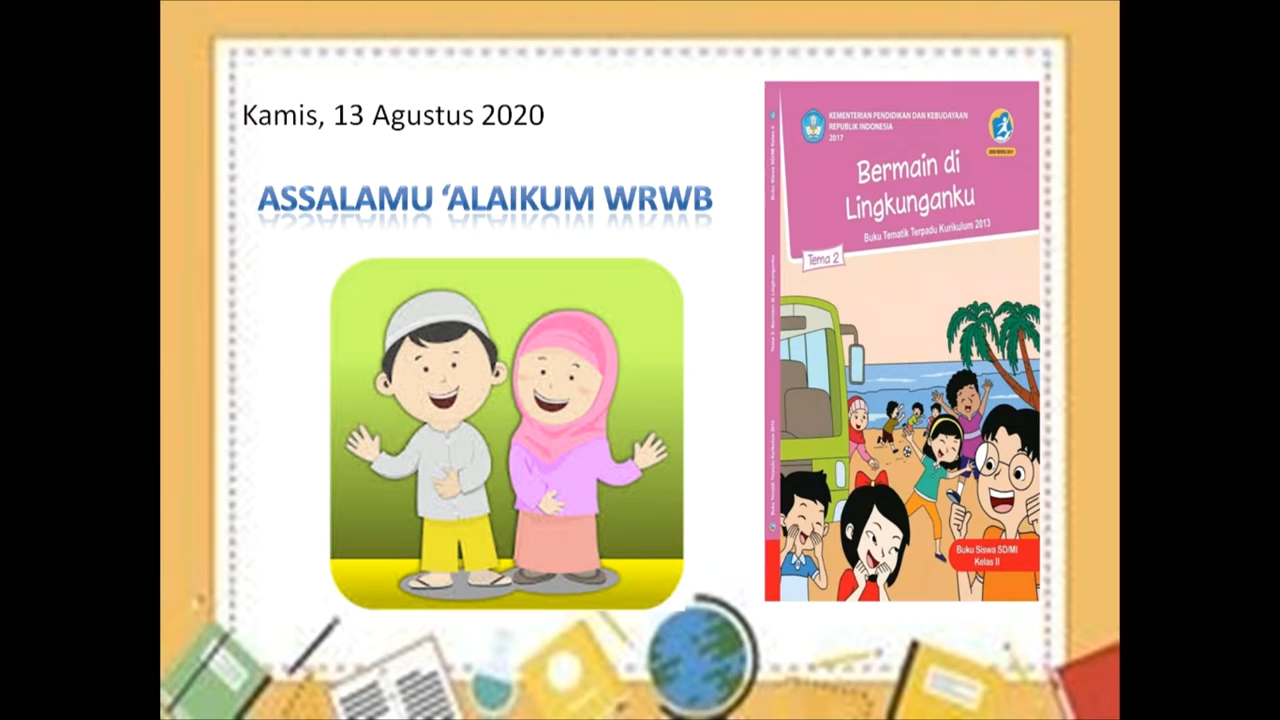 Kamis, 13 Agustus 2020
ASSALAMU ‘ALAIKUM WRWB
KEMENTERIAN PENDIDIKAN DAN KEBUDAYAAN
REPUBLIK INDONESIA
2017
Bermain di
Lingkunganku
Buku Tematik Terpadu Kurikulum 2013
Tema 2
Buku Siswa SD/MI
Kelas II